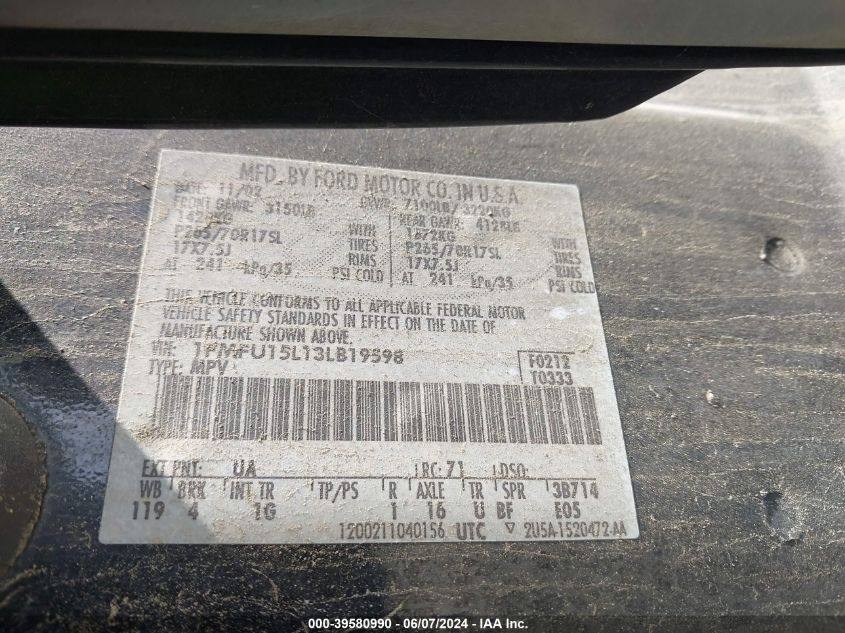 MFD. BY FORD MOTOR CO. IN U.S.A.
DATE: 11/02 GVWR: 7100LB/ 3220KG
FRONT GAWR: 3150LB REAR GAWR: 4128LB
1428KG WITH 1872KG WITH
P265/70R17SL TIRES P265/70R17SL TIRES
17X7.5J RIMS 17X7.5J RIMS
AT 241 kPa/35 PSI COLD AT 241 kPa/35 PSI COLD
THIS VEHICLE CONFORMS TO ALL APPLICABLE FEDERAL MOTOR
VEHICLE SAFETY STANDARDS IN EFFECT ON THE DATE OF
MANUFACTURE SHOWN ABOVE.
VIN: 1FMFU15L13LB19598 F0212
TYPE: MPV T0333
EXT PNT: UA RC: 71 DSO:
WB BRK INT TR TP/PS R AXLE TR SPR 3B714
119 4 1G 1 16 U BF E05
1200211040156 UTC ▽ 2U5A-1520472-AA
000-39580990 - 06/07/2024 - IAA Inc.